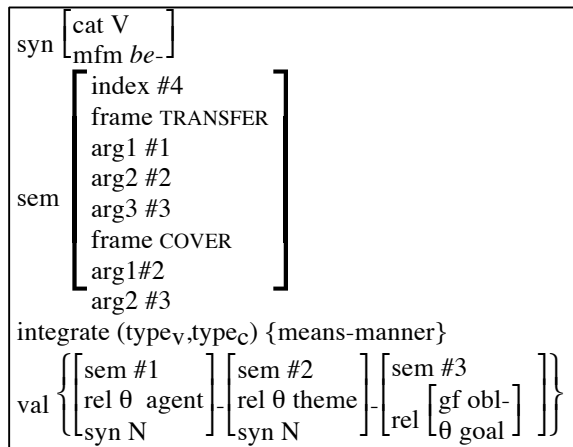 syn [cat V
mfm be-]
sem [index #4
frame TRANSFER
arg1 #1
arg2 #2
arg3 #3
frame COVER
arg1#2
arg2 #3]
integrate (typeV,typeC) {means-manner}
val {[sem #1 rel θ agent syn N]-[sem #2 rel θ theme syn N]-[sem #3 rel [gf obl- θ goal]]}